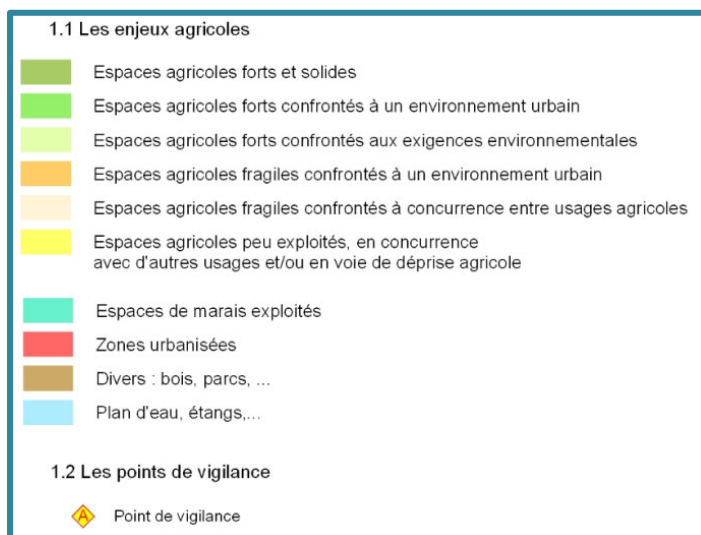 1.1 Les enjeux agricoles
Espaces agricoles forts et solides
Espaces agricoles forts confrontés à un environnement urbain
Espaces agricoles forts confrontés aux exigences environnementales
Espaces agricoles fragiles confrontés à un environnement urbain
Espaces agricoles fragiles confrontés à concurrence entre usages agricoles
Espaces agricoles peu exploités, en concurrence
avec d'autres usages et/ou en voie de déprise agricole
Espaces de marais exploités
Zones urbanisées
Divers : bois, parcs, ...
Plan d'eau, étangs,...
1.2 Les points de vigilance
A Point de vigilance